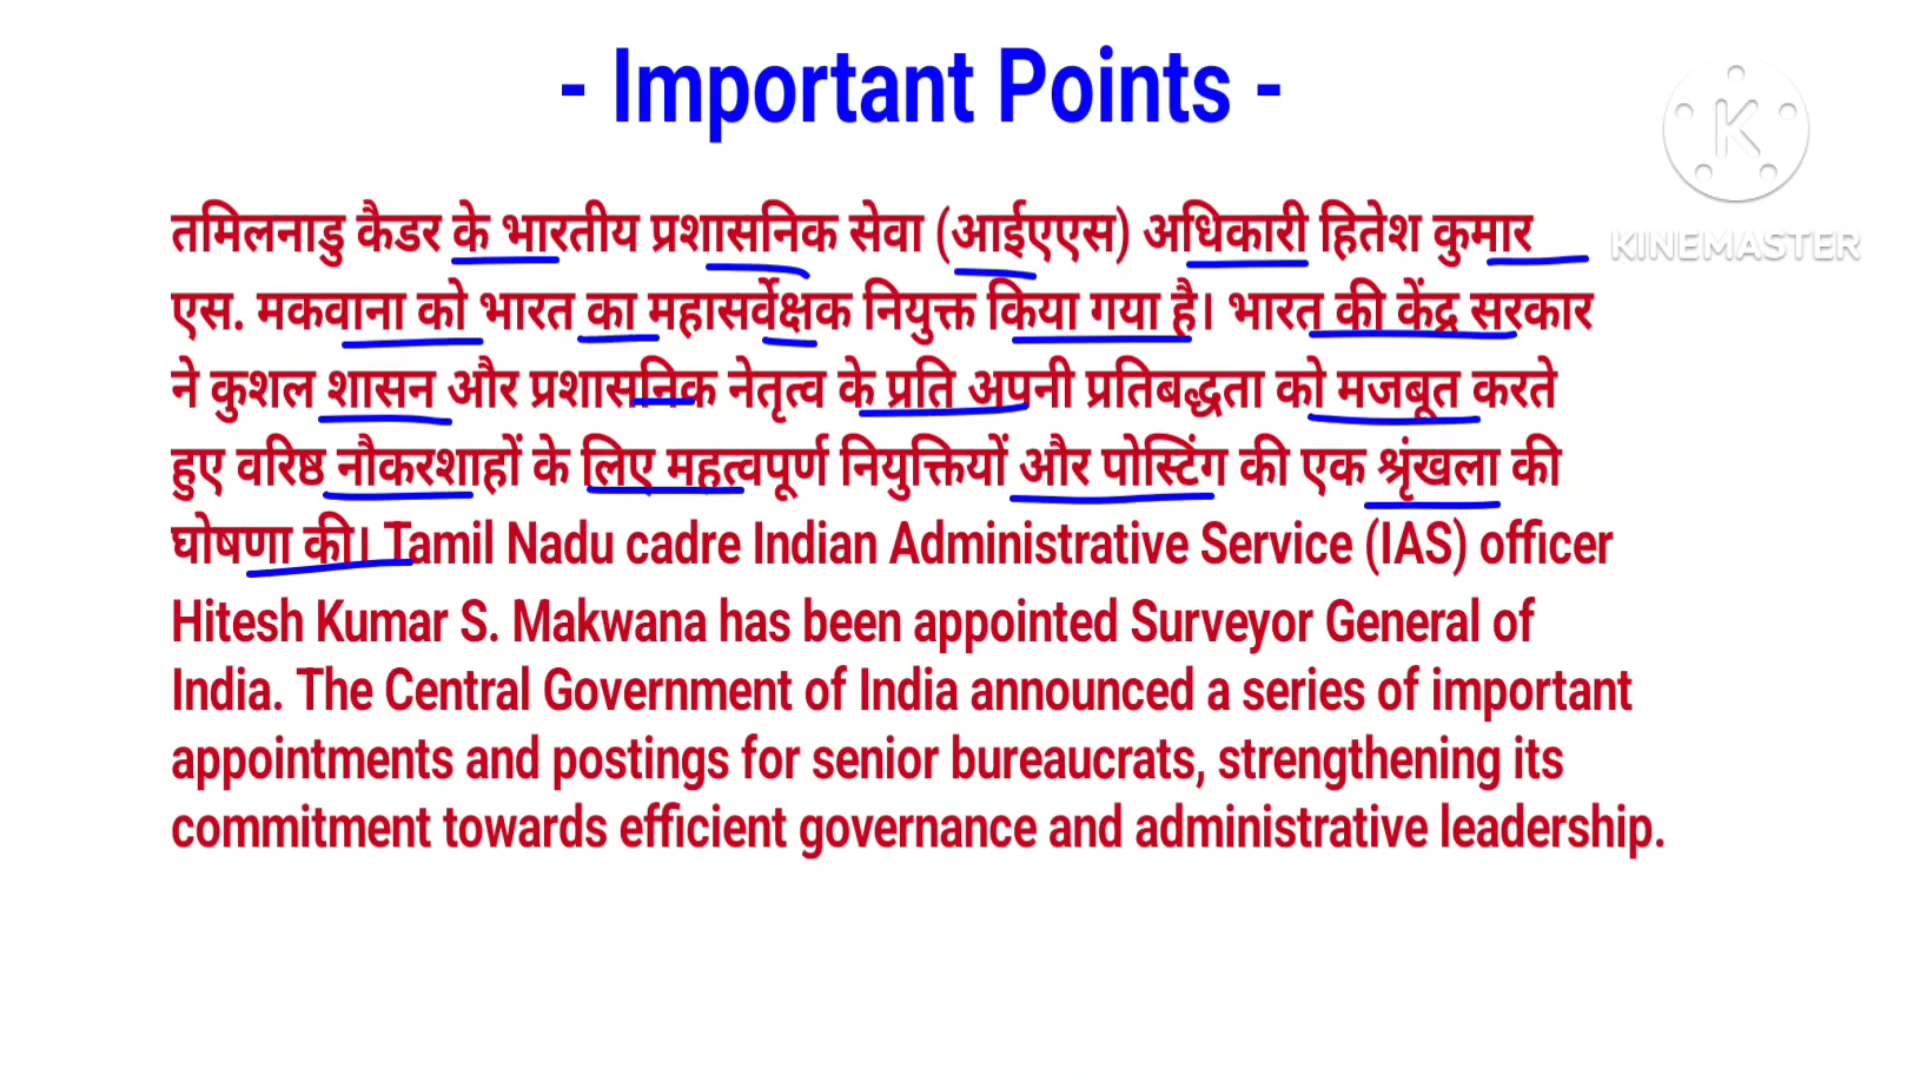 - Important Points -
KINEMASTER
तमिलनाडु कैडर के भारतीय प्रशासनिक सेवा (आईएएस) अधिकारी हितेश कुमार
एस. मकवाना को भारत का महासर्वेक्षक नियुक्त किया गया है। भारत की केंद्र सरकार
ने कुशल शासन और प्रशासनिक नेतृत्व के प्रति अपनी प्रतिबद्धता को मजबूत करते
हुए वरिष्ठ नौकरशाहों के लिए महत्वपूर्ण नियुक्तियों और पोस्टिंग की एक श्रृंखला की
घोषणा की। Tamil Nadu cadre Indian Administrative Service (IAS) officer
Hitesh Kumar S. Makwana has been appointed Surveyor General of
India. The Central Government of India announced a series of important
appointments and postings for senior bureaucrats, strengthening its
commitment towards efficient governance and administrative leadership.